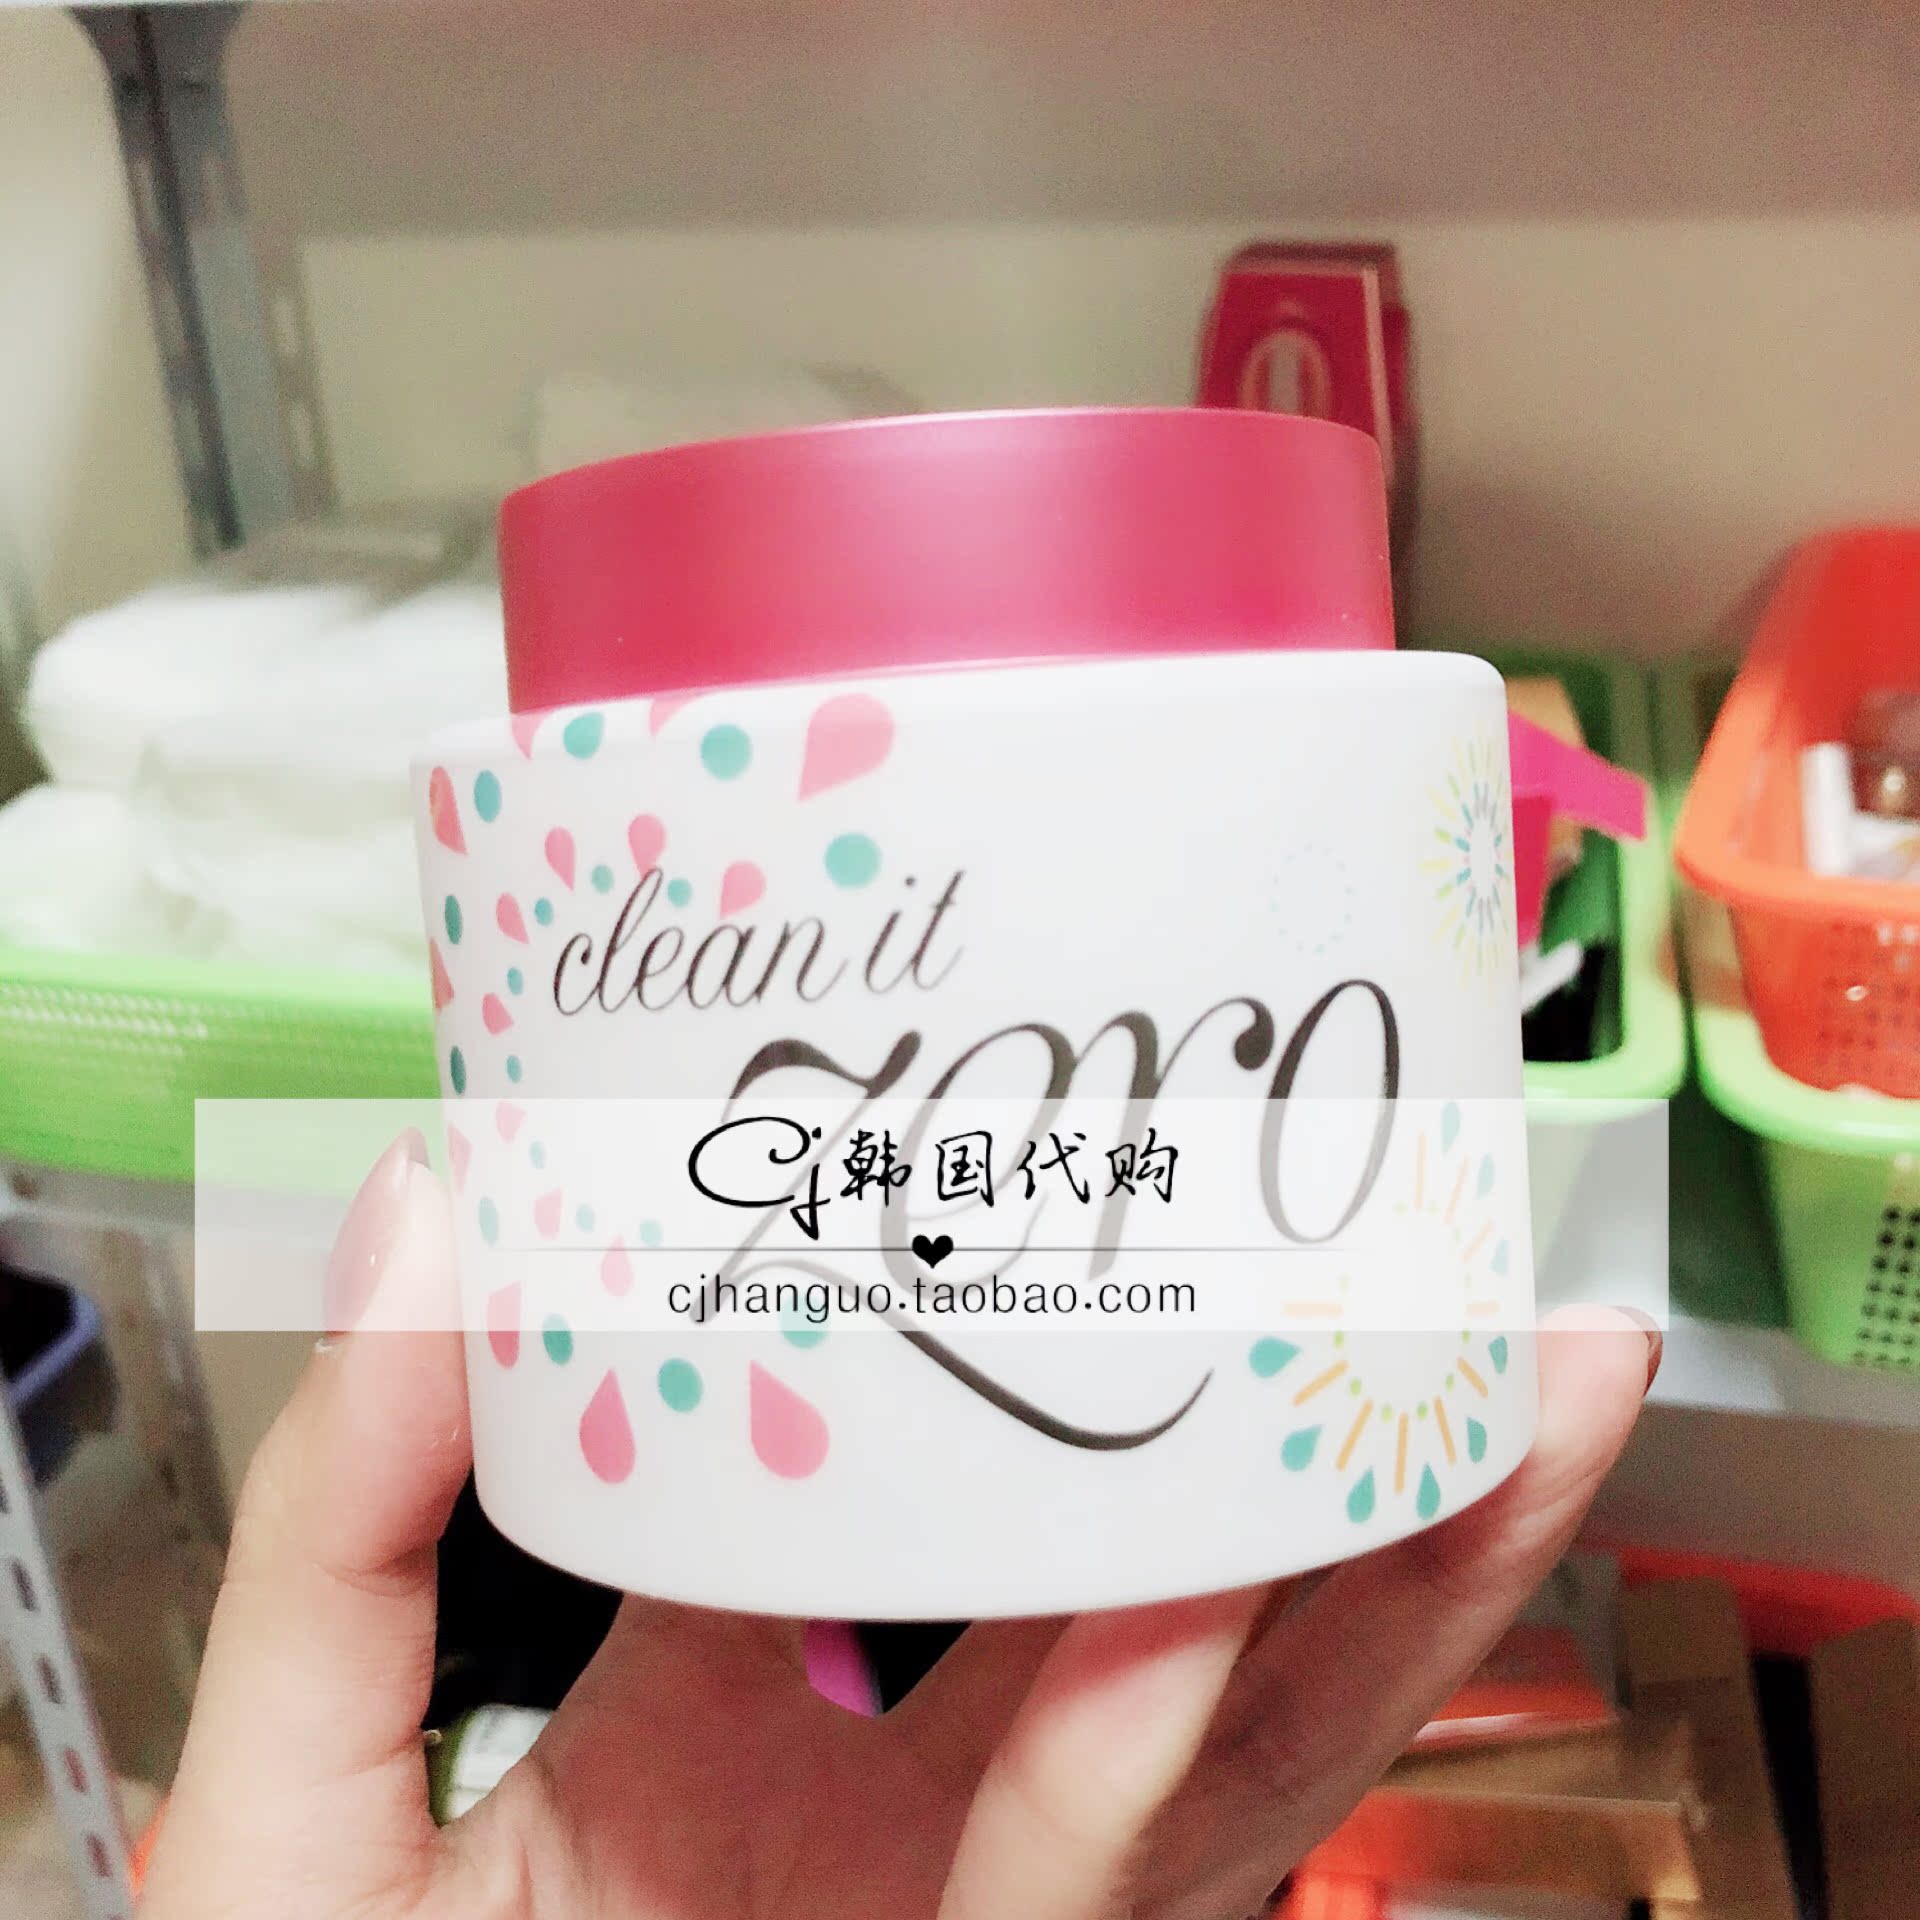 clean it
zero
Cj韩国代购
cjhanguo.taobao.com